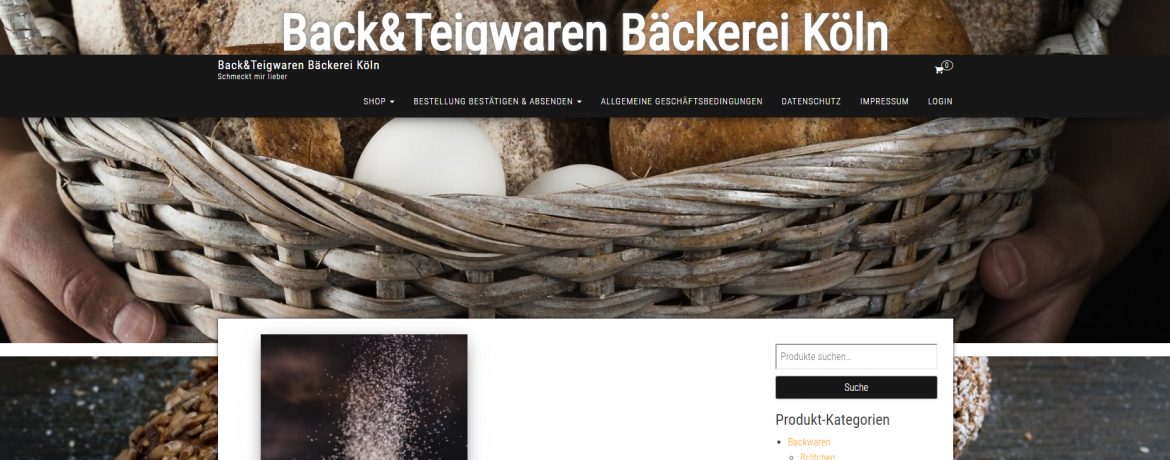 Back&Teigwaren Bäckerei Köln
Back&Teigwaren Bäckerei Köln
Schmeckt mir lieber
0
SHOP
BESTELLUNG BESTÄTIGEN & ABSENDEN
ALLGEMEINE GESCHÄFTSBEDINGUNGEN
DATENSCHUTZ
IMPRESSUM
LOGIN
Produkte suchen…
Suche
Produkt-Kategorien
Backwaren
Brötchen